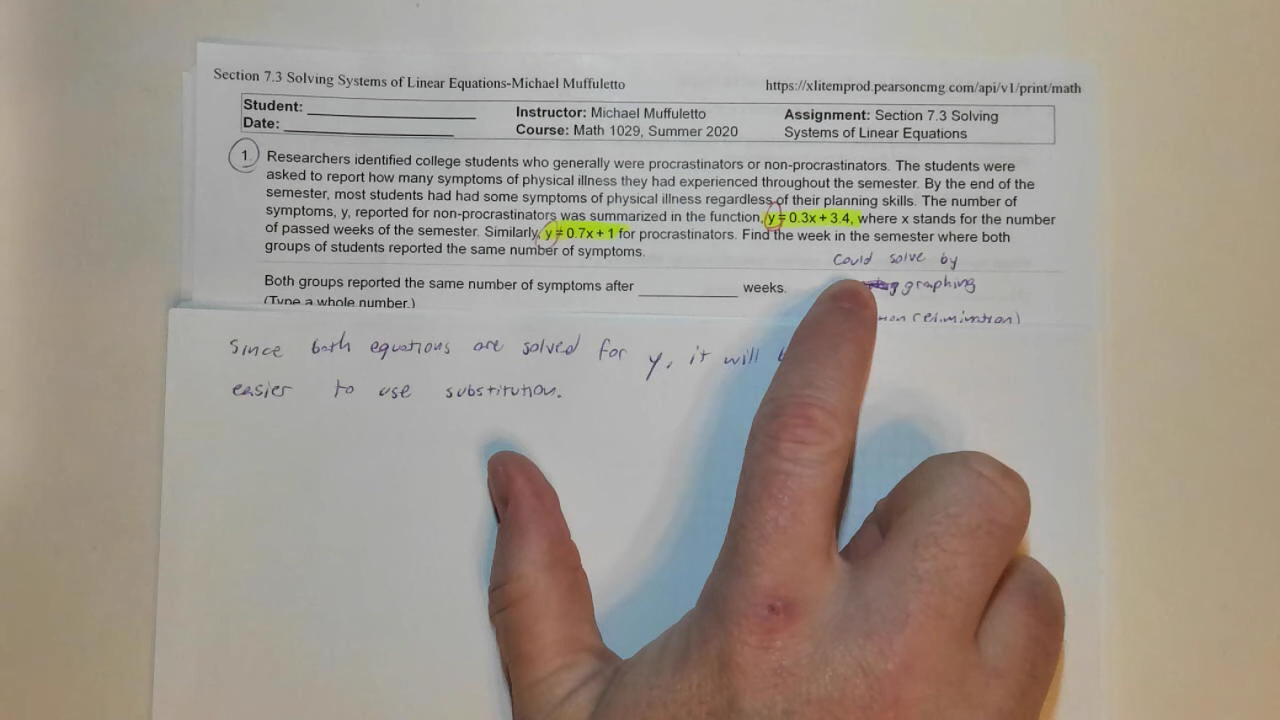 Section 7.3 Solving Systems of Linear Equations-Michael Muffuletto https://xlitemprod.pearsoncmg.com/api/v1/print/math
Student: Instructor: Michael Muffuletto Assignment: Section 7.3 Solving
Date: Course: Math 1029, Summer 2020 Systems of Linear Equations
1. Researchers identified college students who generally were procrastinators or non-procrastinators. The students were
asked to report how many symptoms of physical illness they had experienced throughout the semester. By the end of the
semester, most students had had some symptoms of physical illness regardless of their planning skills. The number of
symptoms, y, reported for non-procrastinators was summarized in the function, y = 0.3x + 3.4, where x stands for the number
of passed weeks of the semester. Similarly, y = 0.7x + 1 for procrastinators. Find the week in the semester where both
groups of students reported the same number of symptoms.
Could solve by
graphing
Both groups reported the same number of symptoms after ____ weeks.
(Type a whole number.)
Since both equations are solved for y, it will
easier to use substitution.